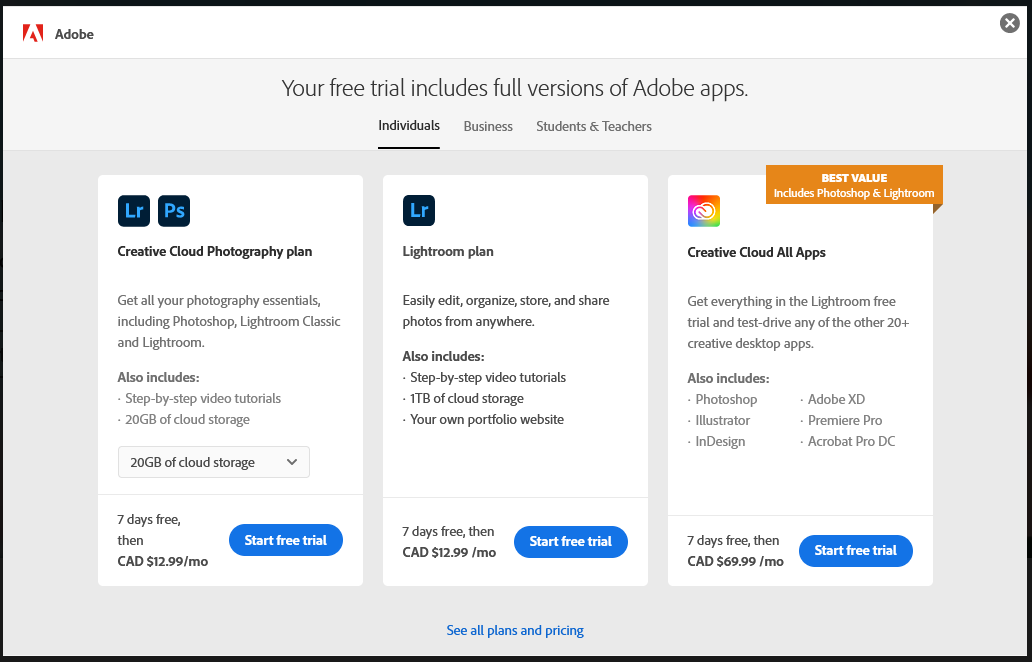 Adobe
Your free trial includes full versions of Adobe apps.
Individuals Business Students & Teachers
Lr Ps
Creative Cloud Photography plan
Get all your photography essentials,
including Photoshop, Lightroom Classic
and Lightroom.
Also includes:
· Step-by-step video tutorials
· 20GB of cloud storage
20GB of cloud storage
7 days free,
then
CAD $12.99/mo
Start free trial
Lr
Lightroom plan
Easily edit, organize, store, and share
photos from anywhere.
Also includes:
· Step-by-step video tutorials
· 1TB of cloud storage
· Your own portfolio website
7 days free, then
CAD $12.99 /mo
Start free trial
BEST VALUE
Includes Photoshop & Lightroom
Creative Cloud All Apps
Get everything in the Lightroom free
trial and test-drive any of the other 20+
creative desktop apps.
Also includes:
· Photoshop · Adobe XD
· Illustrator · Premiere Pro
· InDesign · Acrobat Pro DC
7 days free, then
CAD $69.99 /mo
Start free trial
See all plans and pricing